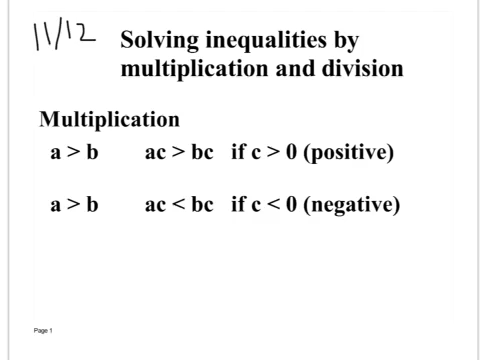 11/12
Solving inequalities by
multiplication and division
Multiplication
a > b ac > bc if c > 0 (positive)
a > b ac < bc if c < 0 (negative)
Page 1